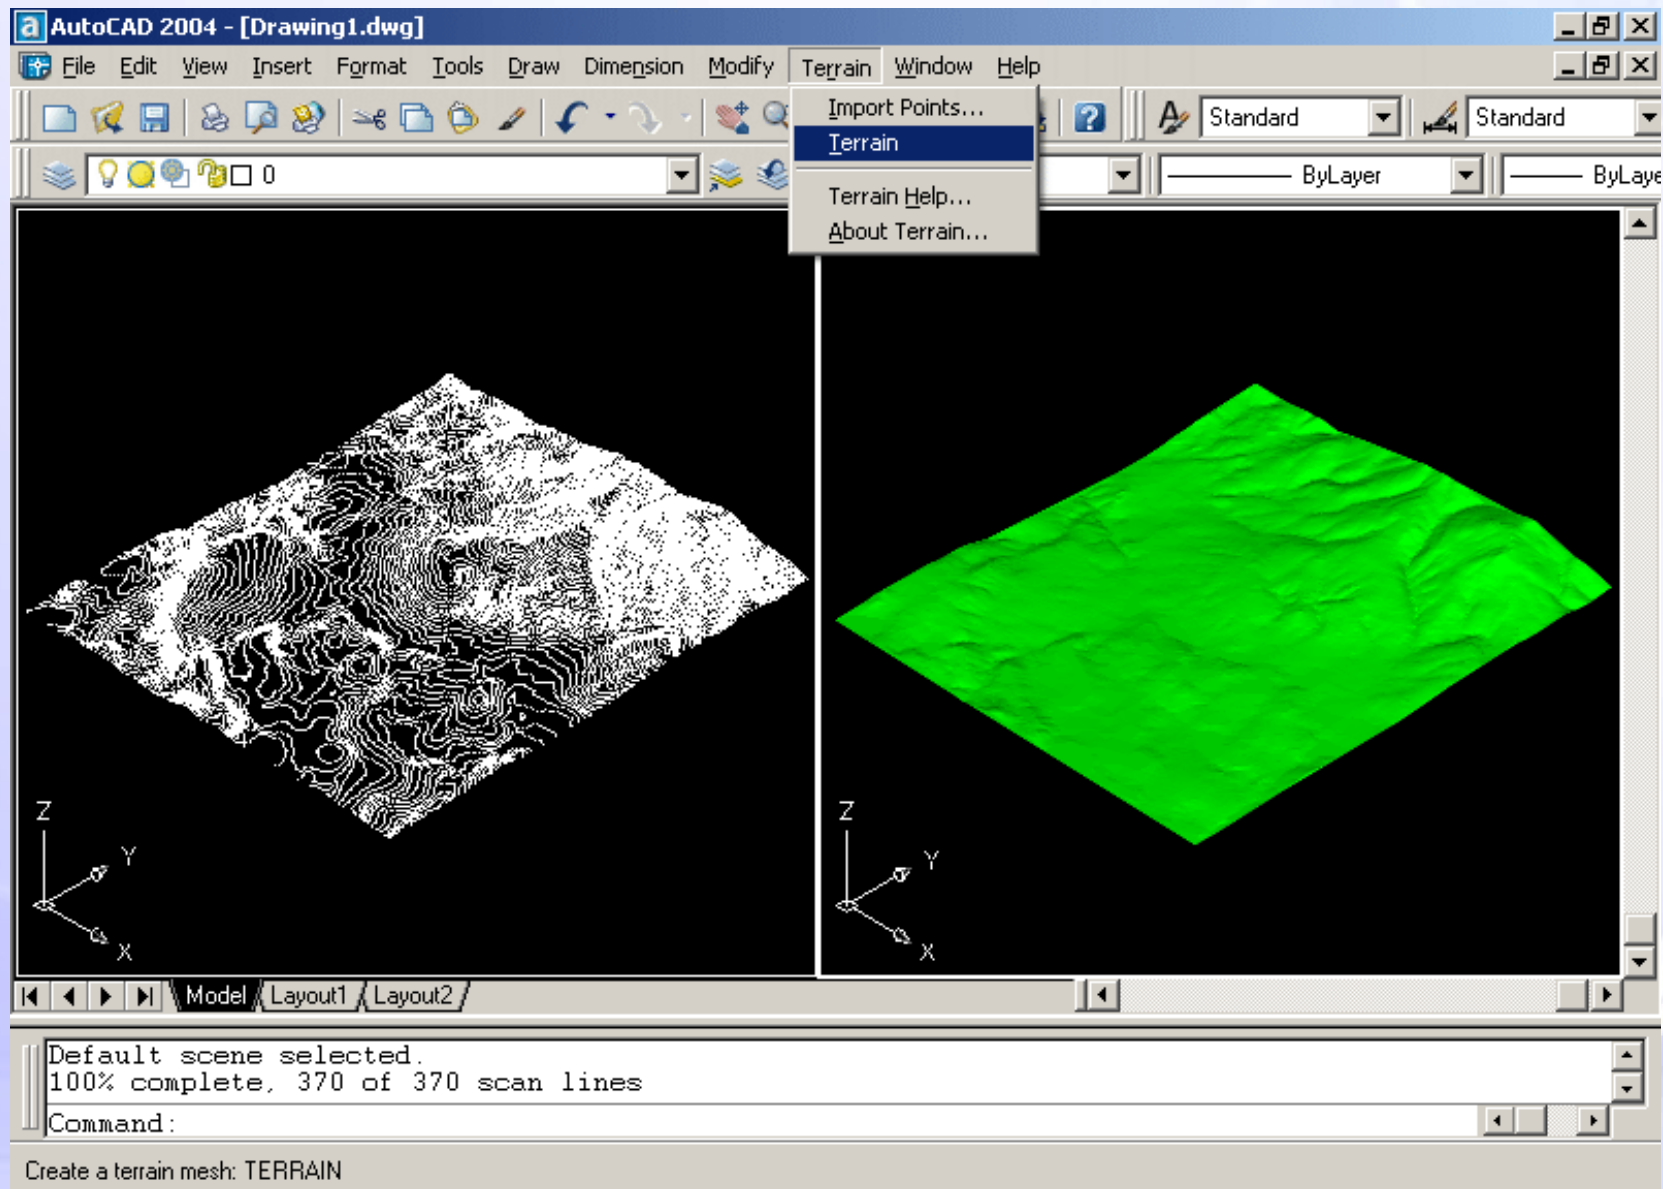 AutoCAD 2004 - [Drawing1.dwg]
File Edit View Insert Format Tools Draw Dimension Modify Terrain Window Help
Import Points...
Terrain
Terrain Help...
About Terrain...
Standard
Standard
0
ByLayer
ByLaye
Z
Y
X
Z
Y
X
Model Layout1 Layout2
Default scene selected.
100% complete, 370 of 370 scan lines
Command:
Create a terrain mesh: TERRAIN